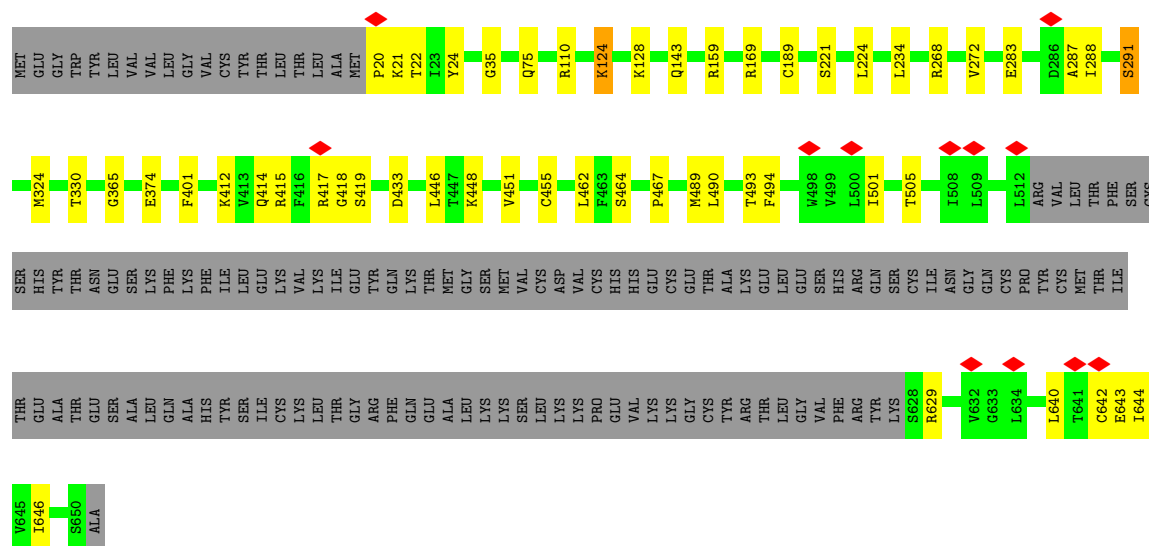 MET GLU GLY TRP TYR LEU VAL VAL LEU GLY VAL CYS TYR THR LEU THR LEU ALA MET P20 K21 T22 I23 Y24 G35 Q75 R110 K124 K128 Q143 R159 R169 C189 S221 L224 L234 R268 V272 E283 D286 A287 I288 S291
M324 T330 G365 E374 F401 K412 V413 Q414 R415 F416 R417 G418 S419 D433 L446 T447 K448 V451 C455 L462 F463 S464 P467 M489 L490 T493 F494 W498 V499 L500 I501 T505 I508 L509 L512 ARG VAL LEU THR PHE SER CYS
SER HIS TYR THR THR ASN GLU SER LYS PHE LYS PHE ILE LEU GLU LYS VAL LYS ILE GLU TYR GLN LYS THR MET GLY SER MET VAL CYS ASP VAL CYS HIS HIS GLU CYS GLU THR ALA LYS GLU LEU GLU SER HIS ARG GLN SER CYS ILE ASN GLY GLN CYS PRO TYR CYS MET THR ILE
THR GLU ALA THR GLU SER ALA LEU GLN ALA HIS TYR SER ILE CYS LYS LEU THR GLY ARG PHE GLN GLU ALA LEU LYS LYS SER LEU LYS LYS PRO GLU VAL LYS LYS GLY CYS TYR ARG THR LEU GLY VAL PHE ARG TYR LYS S628 R629 V632 G633 L634 L640 T641 C642 E643 I644
V645 I646 S650 ALA